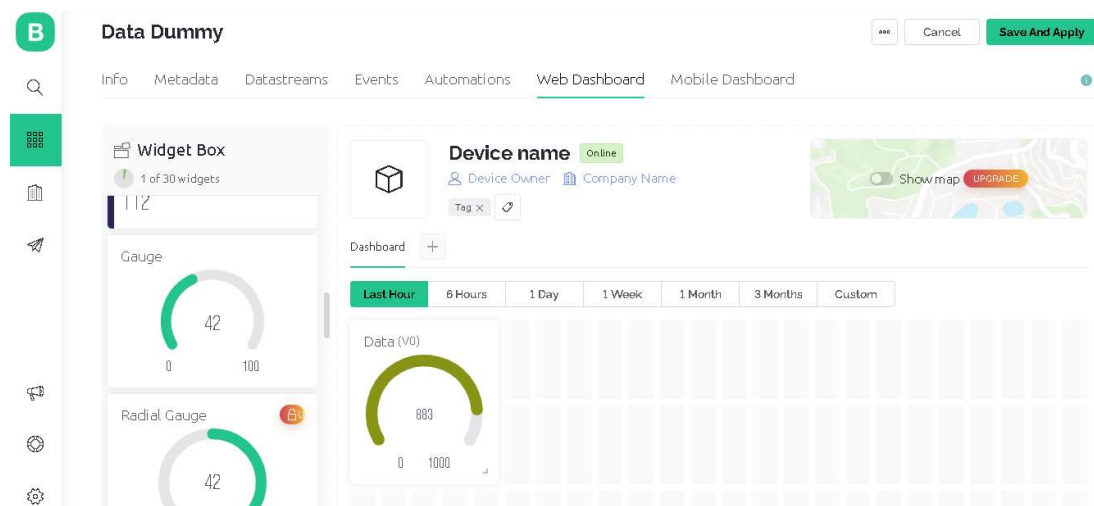 B
Data Dummy
Cancel
Save And Apply
Info Metadata Datastreams Events Automations Web Dashboard Mobile Dashboard
Widget Box
1 of 30 widgets
112
Gauge
42
0 100
Radial Gauge
42
Device name Online
Device Owner Company Name
Tag ×
Show map UPGRADE
Dashboard +
Last Hour 6 Hours 1 Day 1 Week 1 Month 3 Months Custom
Data (V0)
883
0 1000